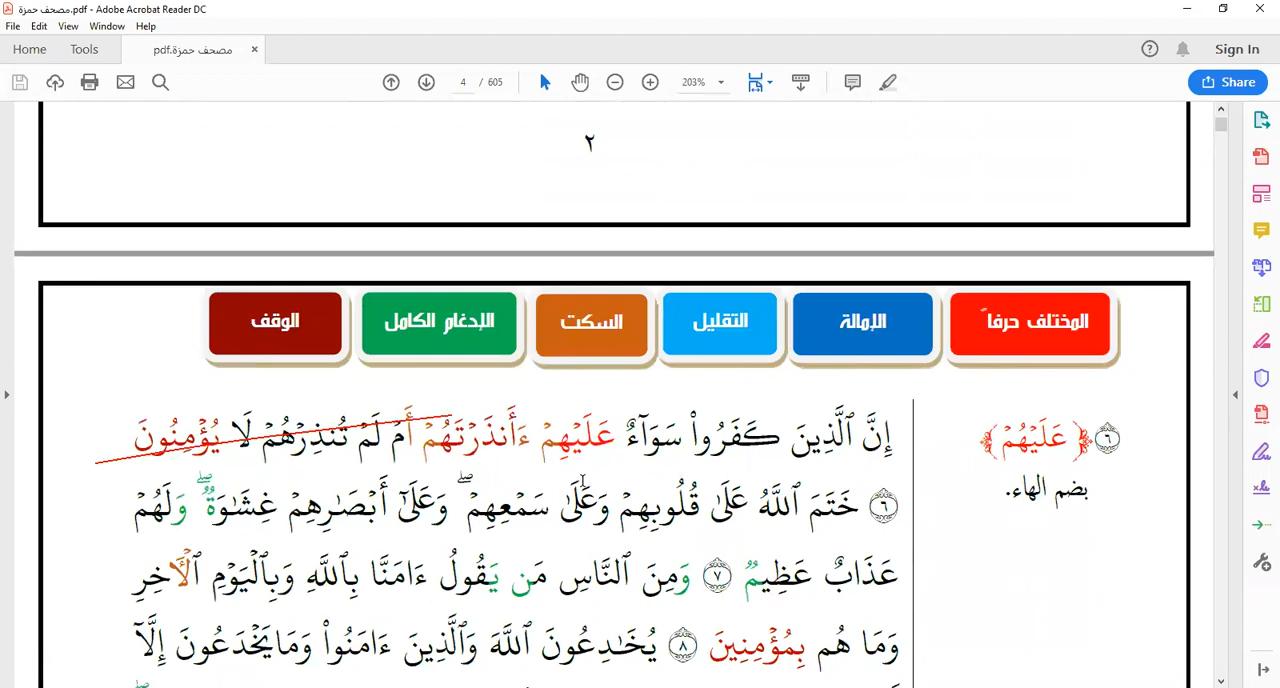 مصحف حمزة.pdf - Adobe Acrobat Reader DC
File Edit View Window Help
Home Tools مصحف حمزة.pdf × Sign In
4 / 605 203% Share
٢
المختلف حرفاً الإمالة التقليل السكت الإدغام الكامل الوقف
إِنَّ ٱلَّذِينَ كَفَرُوا۟ سَوَآءٌ عَلَيْهِمْ ءَأَنذَرْتَهُمْ أَمْ لَمْ تُنذِرْهُمْ لَا يُؤْمِنُونَ
٦ خَتَمَ ٱللَّهُ عَلَىٰ قُلُوبِهِمْ وَعَلَىٰ سَمْعِهِمْ ۖ وَعَلَىٰٓ أَبْصَٰرِهِمْ غِشَٰوَةٌ ۖ وَلَهُمْ
عَذَابٌ عَظِيمٌ ٧ وَمِنَ ٱلنَّاسِ مَن يَقُولُ ءَامَنَّا بِٱللَّهِ وَبِٱلْيَوْمِ ٱلْأَخِرِ
وَمَا هُم بِمُؤْمِنِينَ ٨ يُخَٰدِعُونَ ٱللَّهَ وَٱلَّذِينَ ءَامَنُوا۟ وَمَا يَخْدَعُونَ إِلَّآ
٦ ﴿عَلَيْهُمْ﴾
بضم الهاء.